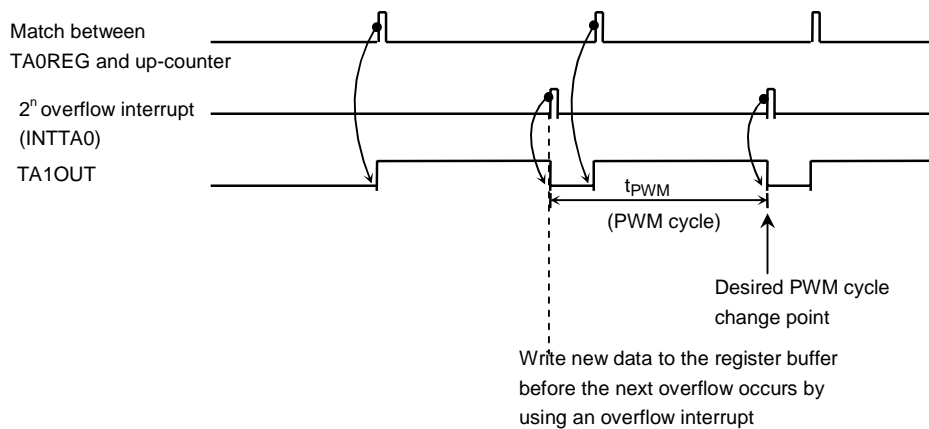 Match between
TA0REG and up-counter
2ⁿ overflow interrupt
(INTTA0)
TA1OUT
tPWM
(PWM cycle)
Desired PWM cycle
change point
Write new data to the register buffer
before the next overflow occurs by
using an overflow interrupt